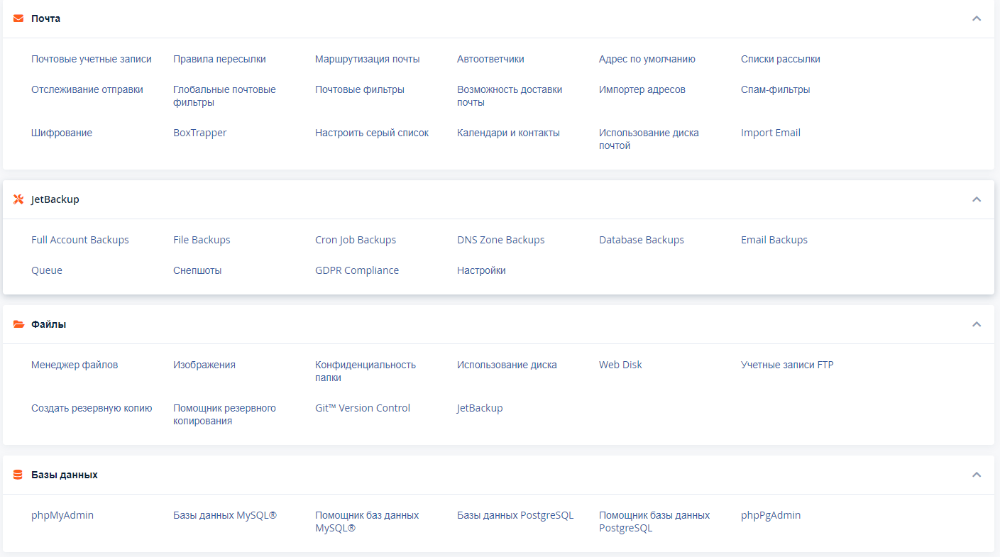 Почта
Почтовые учетные записи Правила пересылки Маршрутизация почты Автоответчики Адрес по умолчанию Списки рассылки
Отслеживание отправки Глобальные почтовые фильтры Почтовые фильтры Возможность доставки почты Импортер адресов Спам-фильтры
Шифрование BoxTrapper Настроить серый список Календари и контакты Использование диска почтой Import Email
JetBackup
Full Account Backups File Backups Cron Job Backups DNS Zone Backups Database Backups Email Backups
Queue Снепшоты GDPR Compliance Настройки
Файлы
Менеджер файлов Изображения Конфиденциальность папки Использование диска Web Disk Учетные записи FTP
Создать резервную копию Помощник резервного копирования Git™ Version Control JetBackup
Базы данных
phpMyAdmin Базы данных MySQL® Помощник баз данных MySQL® Базы данных PostgreSQL Помощник базы данных PostgreSQL phpPgAdmin